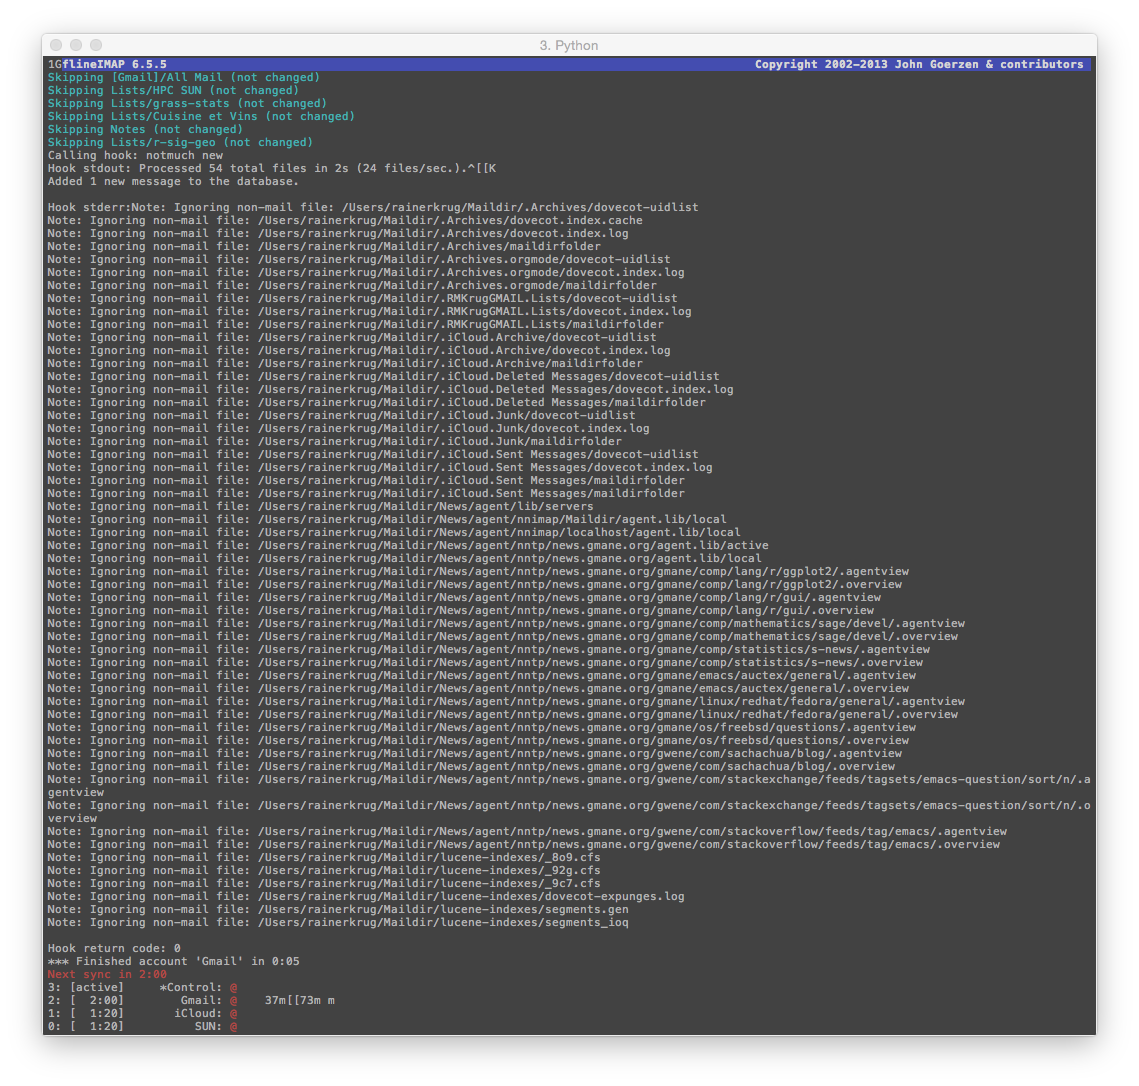 3. Python
1GflineIMAP 6.5.5 Copyright 2002-2013 John Goerzen & contributors
Skipping [Gmail]/All Mail (not changed)
Skipping Lists/HPC SUN (not changed)
Skipping Lists/grass-stats (not changed)
Skipping Lists/Cuisine et Vins (not changed)
Skipping Notes (not changed)
Skipping Lists/r-sig-geo (not changed)
Calling hook: notmuch new
Hook stdout: Processed 54 total files in 2s (24 files/sec.).^[[K
Added 1 new message to the database.
Hook stderr:Note: Ignoring non-mail file: /Users/rainerkrug/Maildir/.Archives/dovecot-uidlist
Note: Ignoring non-mail file: /Users/rainerkrug/Maildir/.Archives/dovecot.index.cache
Note: Ignoring non-mail file: /Users/rainerkrug/Maildir/.Archives/dovecot.index.log
Note: Ignoring non-mail file: /Users/rainerkrug/Maildir/.Archives/maildirfolder
Note: Ignoring non-mail file: /Users/rainerkrug/Maildir/.Archives.orgmode/dovecot-uidlist
Note: Ignoring non-mail file: /Users/rainerkrug/Maildir/.Archives.orgmode/dovecot.index.log
Note: Ignoring non-mail file: /Users/rainerkrug/Maildir/.Archives.orgmode/maildirfolder
Note: Ignoring non-mail file: /Users/rainerkrug/Maildir/.RMKrugGMAIL.Lists/dovecot-uidlist
Note: Ignoring non-mail file: /Users/rainerkrug/Maildir/.RMKrugGMAIL.Lists/dovecot.index.log
Note: Ignoring non-mail file: /Users/rainerkrug/Maildir/.RMKrugGMAIL.Lists/maildirfolder
Note: Ignoring non-mail file: /Users/rainerkrug/Maildir/.iCloud.Archive/dovecot-uidlist
Note: Ignoring non-mail file: /Users/rainerkrug/Maildir/.iCloud.Archive/dovecot.index.log
Note: Ignoring non-mail file: /Users/rainerkrug/Maildir/.iCloud.Archive/maildirfolder
Note: Ignoring non-mail file: /Users/rainerkrug/Maildir/.iCloud.Deleted Messages/dovecot-uidlist
Note: Ignoring non-mail file: /Users/rainerkrug/Maildir/.iCloud.Deleted Messages/dovecot.index.log
Note: Ignoring non-mail file: /Users/rainerkrug/Maildir/.iCloud.Deleted Messages/maildirfolder
Note: Ignoring non-mail file: /Users/rainerkrug/Maildir/.iCloud.Junk/dovecot-uidlist
Note: Ignoring non-mail file: /Users/rainerkrug/Maildir/.iCloud.Junk/dovecot.index.log
Note: Ignoring non-mail file: /Users/rainerkrug/Maildir/.iCloud.Junk/maildirfolder
Note: Ignoring non-mail file: /Users/rainerkrug/Maildir/.iCloud.Sent Messages/dovecot-uidlist
Note: Ignoring non-mail file: /Users/rainerkrug/Maildir/.iCloud.Sent Messages/dovecot.index.log
Note: Ignoring non-mail file: /Users/rainerkrug/Maildir/.iCloud.Sent Messages/maildirfolder
Note: Ignoring non-mail file: /Users/rainerkrug/Maildir/.iCloud.Sent Messages/maildirfolder
Note: Ignoring non-mail file: /Users/rainerkrug/Maildir/News/agent/lib/servers
Note: Ignoring non-mail file: /Users/rainerkrug/Maildir/News/agent/nnimap/Maildir/agent.lib/local
Note: Ignoring non-mail file: /Users/rainerkrug/Maildir/News/agent/nnimap/localhost/agent.lib/local
Note: Ignoring non-mail file: /Users/rainerkrug/Maildir/News/agent/nntp/news.gmane.org/agent.lib/active
Note: Ignoring non-mail file: /Users/rainerkrug/Maildir/News/agent/nntp/news.gmane.org/agent.lib/local
Note: Ignoring non-mail file: /Users/rainerkrug/Maildir/News/agent/nntp/news.gmane.org/gmane/comp/lang/r/ggplot2/.agentview
Note: Ignoring non-mail file: /Users/rainerkrug/Maildir/News/agent/nntp/news.gmane.org/gmane/comp/lang/r/ggplot2/.overview
Note: Ignoring non-mail file: /Users/rainerkrug/Maildir/News/agent/nntp/news.gmane.org/gmane/comp/lang/r/gui/.agentview
Note: Ignoring non-mail file: /Users/rainerkrug/Maildir/News/agent/nntp/news.gmane.org/gmane/comp/lang/r/gui/.overview
Note: Ignoring non-mail file: /Users/rainerkrug/Maildir/News/agent/nntp/news.gmane.org/gmane/comp/mathematics/sage/devel/.agentview
Note: Ignoring non-mail file: /Users/rainerkrug/Maildir/News/agent/nntp/news.gmane.org/gmane/comp/mathematics/sage/devel/.overview
Note: Ignoring non-mail file: /Users/rainerkrug/Maildir/News/agent/nntp/news.gmane.org/gmane/comp/statistics/s-news/.agentview
Note: Ignoring non-mail file: /Users/rainerkrug/Maildir/News/agent/nntp/news.gmane.org/gmane/comp/statistics/s-news/.overview
Note: Ignoring non-mail file: /Users/rainerkrug/Maildir/News/agent/nntp/news.gmane.org/gmane/emacs/auctex/general/.agentview
Note: Ignoring non-mail file: /Users/rainerkrug/Maildir/News/agent/nntp/news.gmane.org/gmane/emacs/auctex/general/.overview
Note: Ignoring non-mail file: /Users/rainerkrug/Maildir/News/agent/nntp/news.gmane.org/gmane/linux/redhat/fedora/general/.agentview
Note: Ignoring non-mail file: /Users/rainerkrug/Maildir/News/agent/nntp/news.gmane.org/gmane/linux/redhat/fedora/general/.overview
Note: Ignoring non-mail file: /Users/rainerkrug/Maildir/News/agent/nntp/news.gmane.org/gmane/os/freebsd/questions/.agentview
Note: Ignoring non-mail file: /Users/rainerkrug/Maildir/News/agent/nntp/news.gmane.org/gmane/os/freebsd/questions/.overview
Note: Ignoring non-mail file: /Users/rainerkrug/Maildir/News/agent/nntp/news.gmane.org/gwene/com/sachachua/blog/.agentview
Note: Ignoring non-mail file: /Users/rainerkrug/Maildir/News/agent/nntp/news.gmane.org/gwene/com/sachachua/blog/.overview
Note: Ignoring non-mail file: /Users/rainerkrug/Maildir/News/agent/nntp/news.gmane.org/gwene/com/stackexchange/feeds/tagsets/emacs-question/sort/n/.a
gentview
Note: Ignoring non-mail file: /Users/rainerkrug/Maildir/News/agent/nntp/news.gmane.org/gwene/com/stackexchange/feeds/tagsets/emacs-question/sort/n/.o
verview
Note: Ignoring non-mail file: /Users/rainerkrug/Maildir/News/agent/nntp/news.gmane.org/gwene/com/stackoverflow/feeds/tag/emacs/.agentview
Note: Ignoring non-mail file: /Users/rainerkrug/Maildir/News/agent/nntp/news.gmane.org/gwene/com/stackoverflow/feeds/tag/emacs/.overview
Note: Ignoring non-mail file: /Users/rainerkrug/Maildir/lucene-indexes/_8o9.cfs
Note: Ignoring non-mail file: /Users/rainerkrug/Maildir/lucene-indexes/_92g.cfs
Note: Ignoring non-mail file: /Users/rainerkrug/Maildir/lucene-indexes/_9c7.cfs
Note: Ignoring non-mail file: /Users/rainerkrug/Maildir/lucene-indexes/dovecot-expunges.log
Note: Ignoring non-mail file: /Users/rainerkrug/Maildir/lucene-indexes/segments.gen
Note: Ignoring non-mail file: /Users/rainerkrug/Maildir/lucene-indexes/segments_ioq
Hook return code: 0
*** Finished account 'Gmail' in 0:05
Next sync in 2:00
3: [active] *Control: @
2: [ 2:00] Gmail: @ 37m[[73m m
1: [ 1:20] iCloud: @
0: [ 1:20] SUN: @